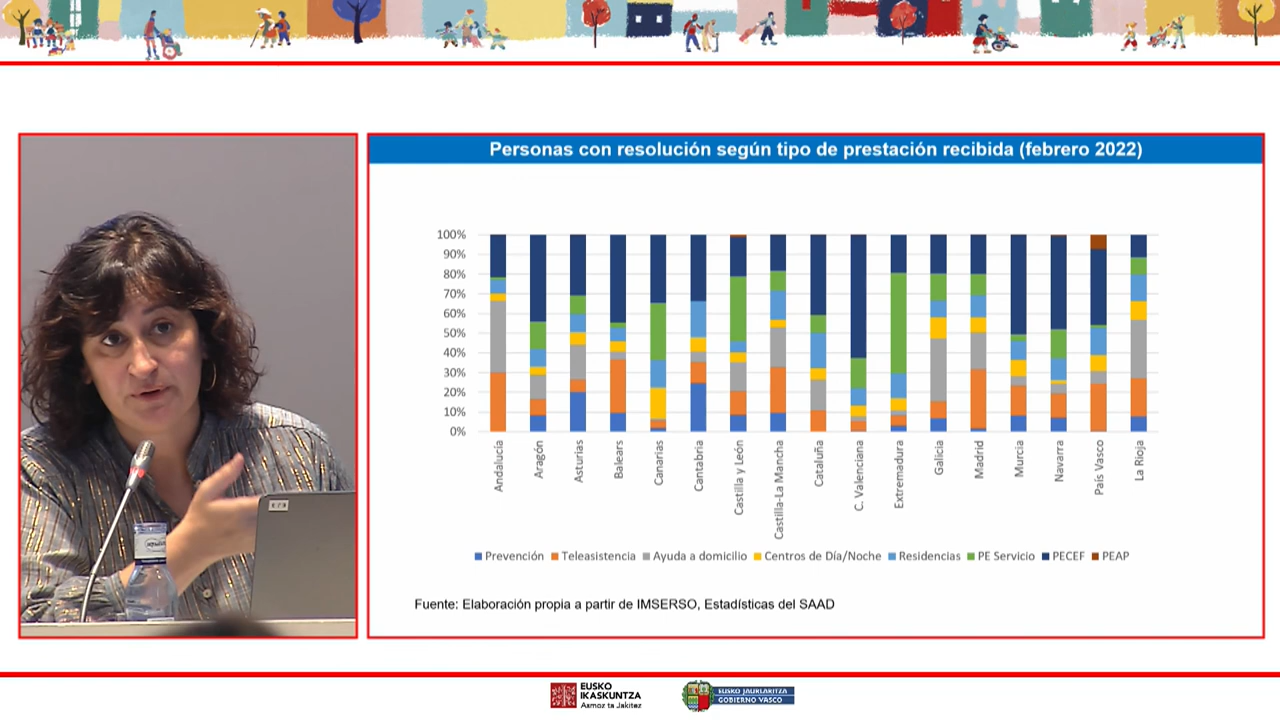 Personas con resolución según tipo de prestación recibida (febrero 2022)
100%
90%
80%
70%
60%
50%
40%
30%
20%
10%
0%
Andalucía
Aragón
Asturias
Balears
Canarias
Cantabria
Castilla y León
Castilla-La Mancha
Cataluña
C. Valenciana
Extremadura
Galicia
Madrid
Murcia
Navarra
País Vasco
La Rioja
Prevención Teleasistencia Ayuda a domicilio Centros de Día/Noche Residencias PE Servicio PECEF PEAP
Fuente: Elaboración propia a partir de IMSERSO, Estadísticas del SAAD
EUSKO
IKASKUNTZA
Asmoz ta Jakitez
EUSKO JAURLARITZA
GOBIERNO VASCO